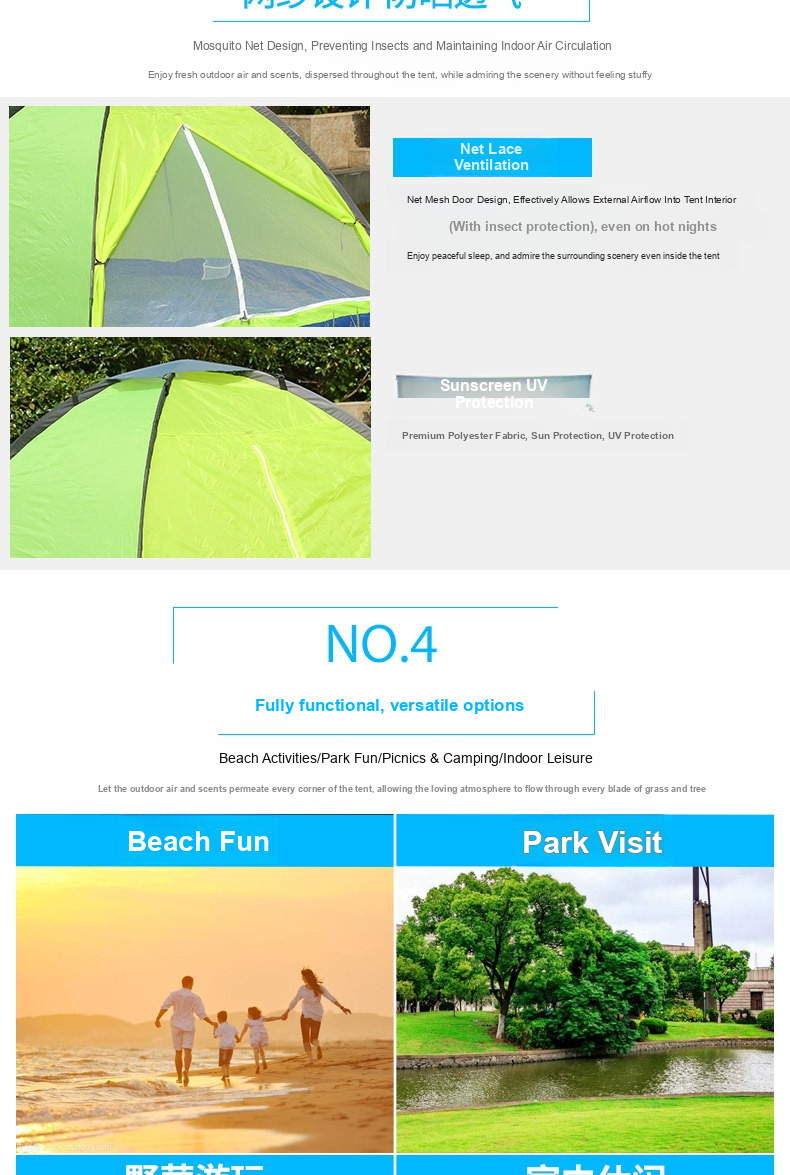 Mosquito Net Design, Preventing Insects and Maintaining Indoor Air Circulation
Enjoy fresh outdoor air and scents, dispersed throughout the tent, while admiring the scenery without feeling stuffy
Net Lace
Ventilation
Net Mesh Door Design, Effectively Allows External Airflow Into Tent Interior
(With insect protection), even on hot nights
Enjoy peaceful sleep, and admire the surrounding scenery even inside the tent
Sunscreen UV
Protection
Premium Polyester Fabric, Sun Protection, UV Protection
NO.4
Fully functional, versatile options
Beach Activities/Park Fun/Picnics & Camping/Indoor Leisure
Let the outdoor air and scents permeate every corner of the tent, allowing the loving atmosphere to flow through every blade of grass and tree
Beach Fun
Park Visit